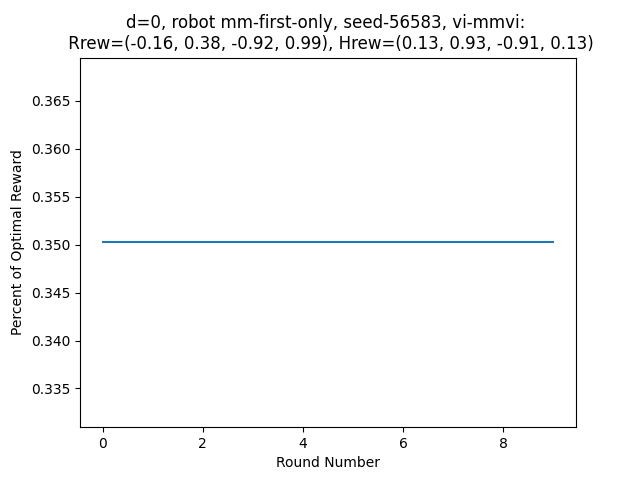 d=0, robot mm-first-only, seed-56583, vi-mmvi:
Rrew=(-0.16, 0.38, -0.92, 0.99), Hrew=(0.13, 0.93, -0.91, 0.13)
Percent of Optimal Reward
0.365
0.360
0.355
0.350
0.345
0.340
0.335
0 2 4 6 8
Round Number